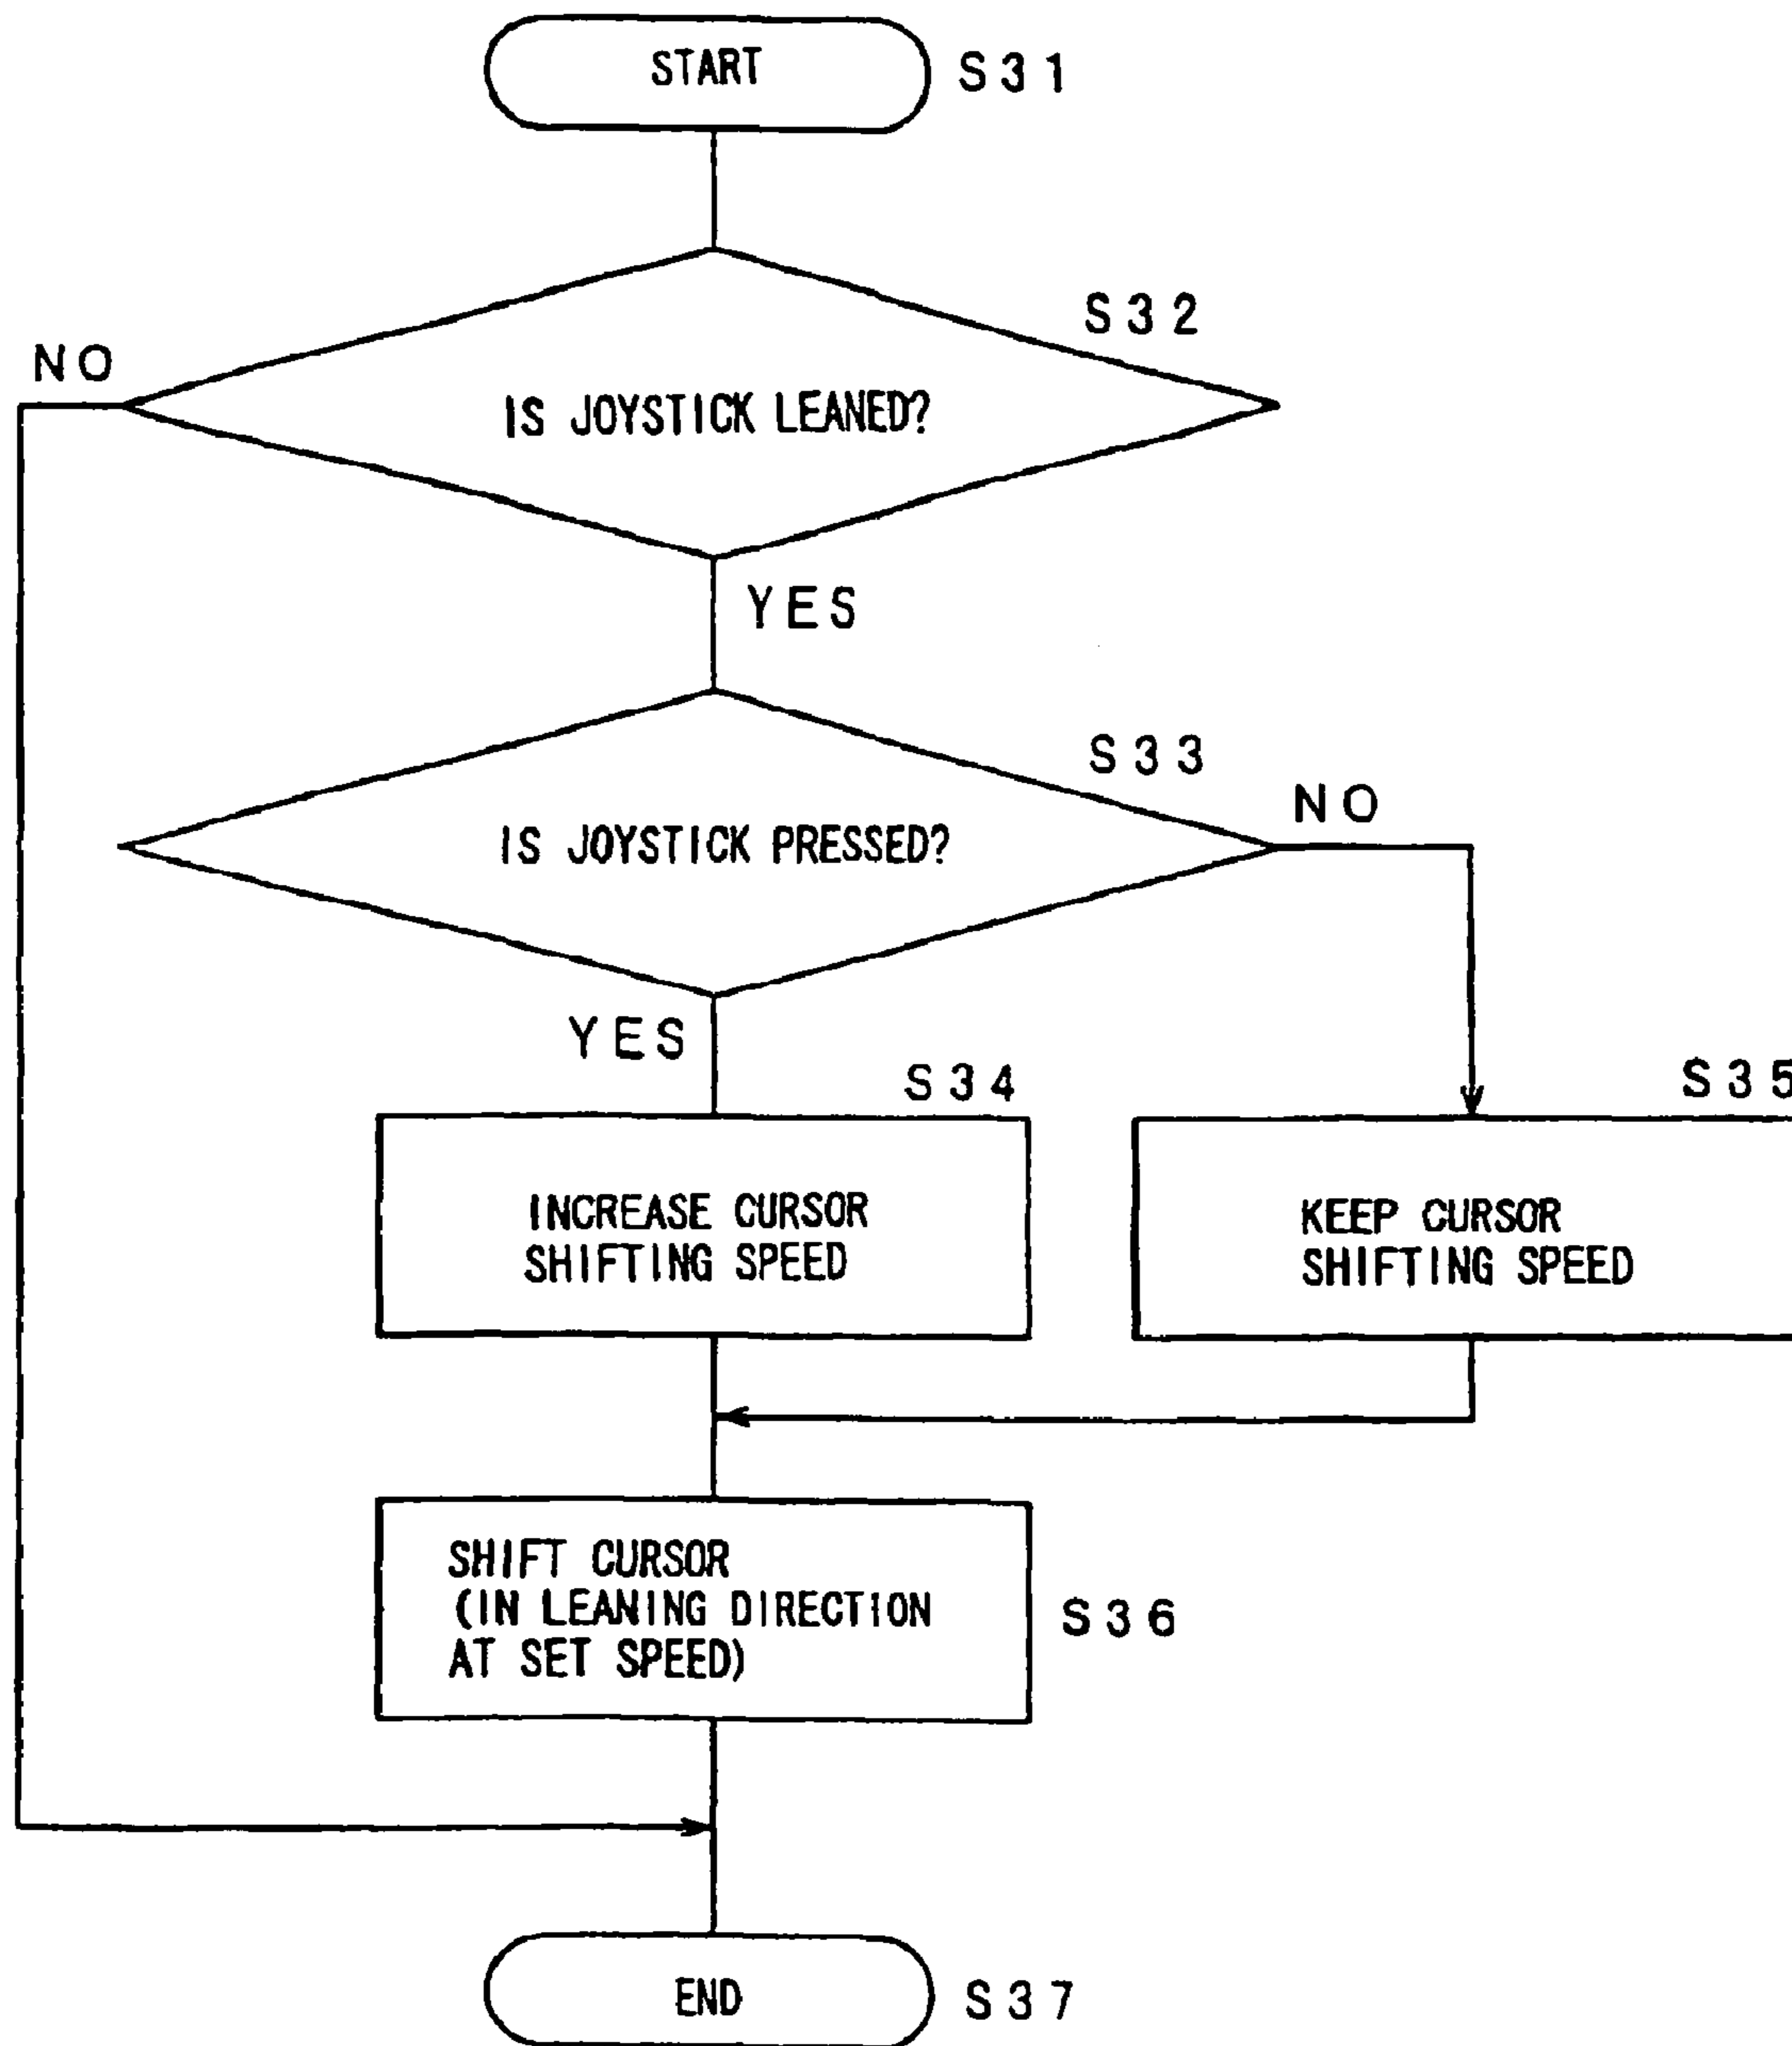 START
S31
S32
NO
IS JOYSTICK LEANED?
YES
S33
NO
IS JOYSTICK PRESSED?
YES
S34
S35
INCREASE CURSOR
SHIFTING SPEED
KEEP CURSOR
SHIFTING SPEED
SHIFT CURSOR
(IN LEANING DIRECTION
AT SET SPEED)
S36
END
S37